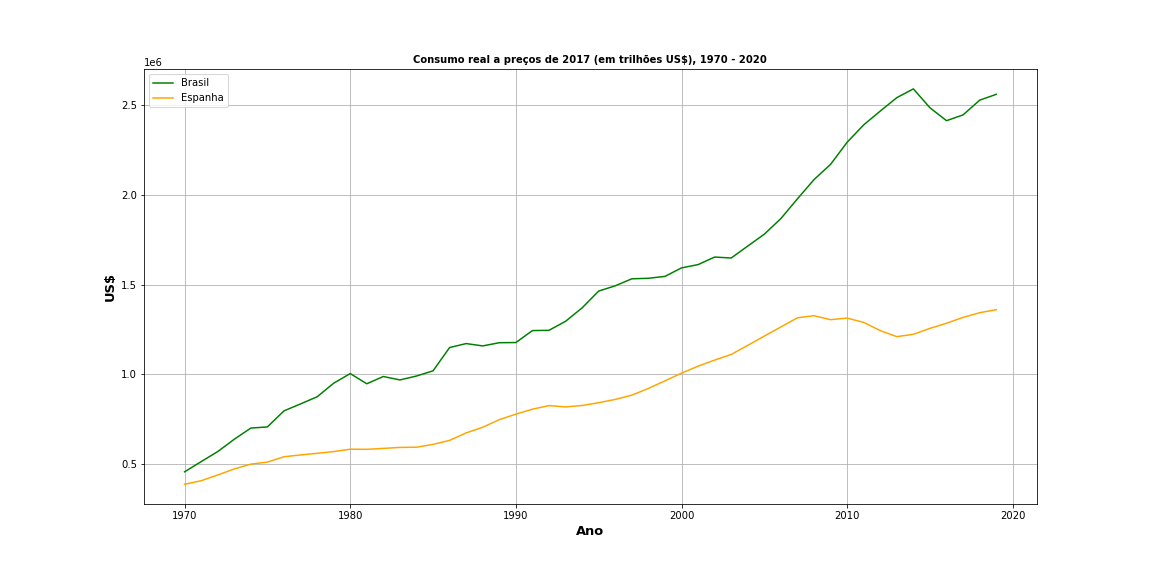 Consumo real a preços de 2017 (em trilhões US$), 1970 - 2020
1e6
Brasil
Espanha
2.5
2.0
1.5
1.0
0.5
US$
1970 1980 1990 2000 2010 2020
Ano